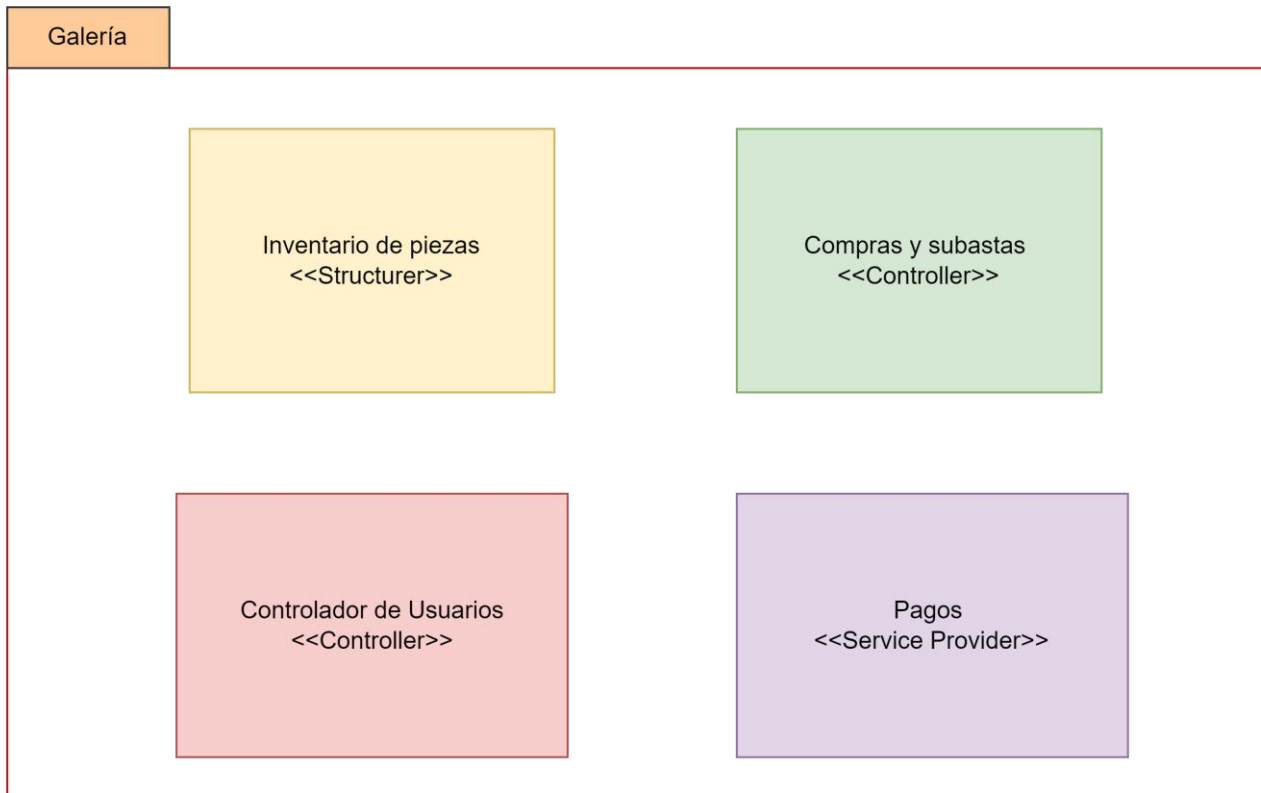 Galería
Inventario de piezas
<<Structurer>>
Compras y subastas
<<Controller>>
Controlador de Usuarios
<<Controller>>
Pagos
<<Service Provider>>